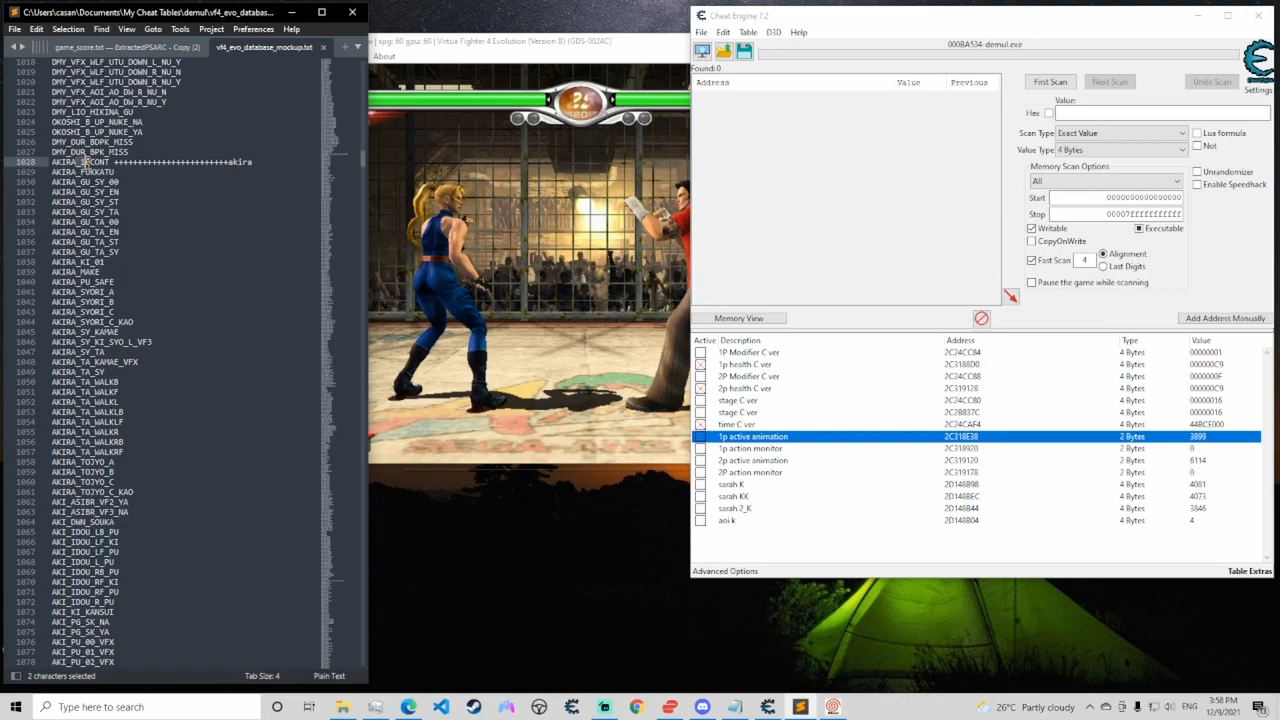 C:\Users\casan\Documents\My Cheat Tables\demul\vf4_evo_databas...
Edit Selection Find View Goto Tools Project Preferences Help
game_score.txt — ExtractedPSARC - Copy (2)
vf4_evo_database_mockup.txt
DMY_VFX_WLF_UTU_DOWN_L_NU_Y
1019 DMY_VFX_WLF_UTU_DOWN_R_NU_N
DMY_VFX_WLF_UTU_DOWN_R_NU_Y
DMY_VFX_AOI_AO_DW_R_NU_N
DMY_VFX_AOI_AO_DW_R_NU_Y
1023 DMY_LIO_HIKINA_GU
1024 OKOSHI_B_UP_NUKE_NA
1025 OKOSHI_B_UP_NUKE_YA
1026 DMY_DUR_BDPK_MISS
1027 DMY_DUR_BPK_MISS
1028 AKIRA_1FCONT ++++++++++++++++++++++++akira
1029 AKIRA_FUKKATU
1030 AKIRA_GU_SY_00
1031 AKIRA_GU_SY_EN
1032 AKIRA_GU_SY_ST
1033 AKIRA_GU_SY_TA
1034 AKIRA_GU_TA_00
1035 AKIRA_GU_TA_EN
1036 AKIRA_GU_TA_ST
1037 AKIRA_GU_TA_SY
1038 AKIRA_KI_01
1039 AKIRA_MAKE
1040 AKIRA_PU_SAFE
1041 AKIRA_SYORI_A
1042 AKIRA_SYORI_B
1043 AKIRA_SYORI_C
1044 AKIRA_SYORI_C_KAO
1045 AKIRA_SY_KAMAE
1046 AKIRA_SY_KI_SYO_L_VF3
1047 AKIRA_SY_TA
1048 AKIRA_TA_KAMAE_VFX
1049 AKIRA_TA_SY
1050 AKIRA_TA_WALKB
1051 AKIRA_TA_WALKF
1052 AKIRA_TA_WALKL
1053 AKIRA_TA_WALKLB
1054 AKIRA_TA_WALKLF
1055 AKIRA_TA_WALKR
1056 AKIRA_TA_WALKRB
1057 AKIRA_TA_WALKRF
1058 AKIRA_TOJYO_A
1059 AKIRA_TOJYO_B
1060 AKIRA_TOJYO_C
1061 AKIRA_TOJYO_C_KAO
1062 AKI_ASIBR_VF2_YA
1063 AKI_ASIBR_VF3_NA
1064 AKI_DWN_SOUKA
1065 AKI_IDOU_LB_PU
1066 AKI_IDOU_LF_KI
1067 AKI_IDOU_LF_PU
1068 AKI_IDOU_L_PU
1069 AKI_IDOU_RB_PU
1070 AKI_IDOU_RF_KI
1071 AKI_IDOU_RF_PU
1072 AKI_IDOU_R_PU
1073 AKI_KI_KANSUI
1074 AKI_PG_SK_NA
1075 AKI_PG_SK_YA
1076 AKI_PU_00_VFX
1077 AKI_PU_01_VFX
1078 AKI_PU_02_VFX
2 characters selected Tab Size: 4 Plain Text
spg: 60 gpu: 60 | Virtua Fighter 4 Evolution (Version B) (GDS-0024C)
About
Cheat Engine 7.2
File Edit Table D3D Help
000BA534-demul.exe
Found:0
Address Value Previous
First Scan Next Scan Undo Scan
Settings
Value:
Hex
Scan Type Exact Value
Lua formula
Not
Value Type 4 Bytes
Memory Scan Options
All
Unrandomizer
Enable Speedhack
Start 0000000000000000
Stop 00007fffffffffff
Writable Executable
CopyOnWrite
Fast Scan 4 Alignment
Last Digits
Pause the game while scanning
Memory View Add Address Manually
Active Description Address Type Value
1P Modifier C ver 2C24CC84 4 Bytes 00000001
1p health C ver 2C3188D0 4 Bytes 000000C9
2P Modifier C ver 2C24CC88 4 Bytes 0000000F
2p health C ver 2C319128 4 Bytes 000000C9
stage C ver 2C24CC80 4 Bytes 00000016
stage C ver 2C2B837C 4 Bytes 00000016
time C ver 2C24CAF4 4 Bytes 44BCE000
1p active animation 2C318E38 2 Bytes 3899
1p action monitor 2C318920 2 Bytes 0
2p active animation 2C319120 2 Bytes 6114
2P action monitor 2C319178 2 Bytes 0
sarah K 2D148B98 4 Bytes 4081
sarah KK 2D148BEC 4 Bytes 4073
sarah 2_K 2D148B44 4 Bytes 3846
aoi k 2D148B04 4 Bytes 4
Advanced Options Table Extras
Type here to search
26°C Partly cloudy
3:58 PM
12/9/2021